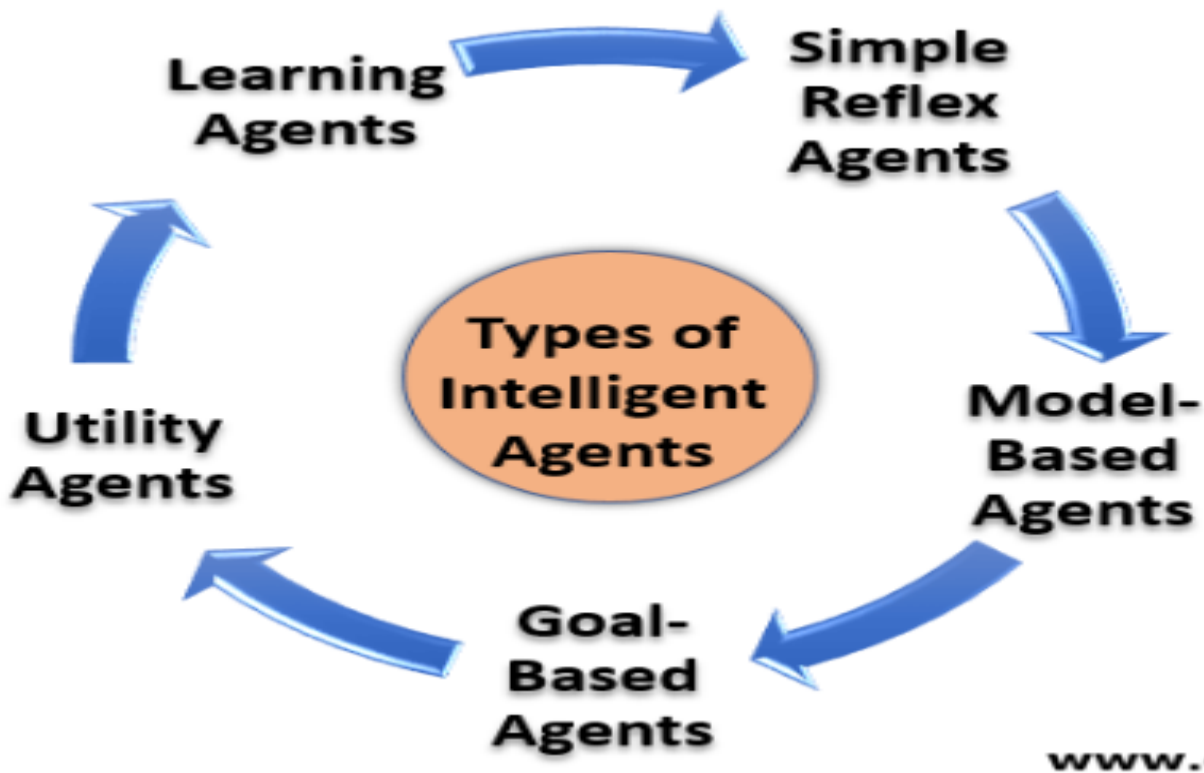 Learning
Agents
Simple
Reflex
Agents
Types of
Intelligent
Agents
Model-
Based
Agents
Utility
Agents
Goal-
Based
Agents
www.